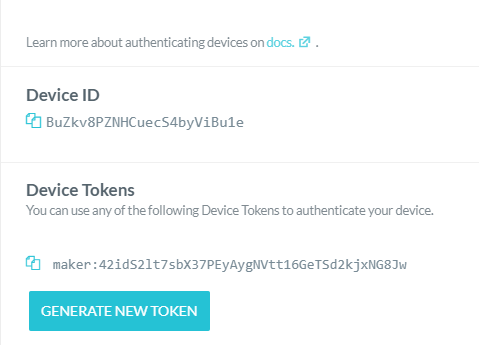 Learn more about authenticating devices on docs. .
Device ID
BuZkv8PZNHCuecS4byViBu1e
Device Tokens
You can use any of the following Device Tokens to authenticate your device.
maker:42idS2lt7sbX37PEyAygNVtt16GeTSd2kjxNG8Jw
GENERATE NEW TOKEN